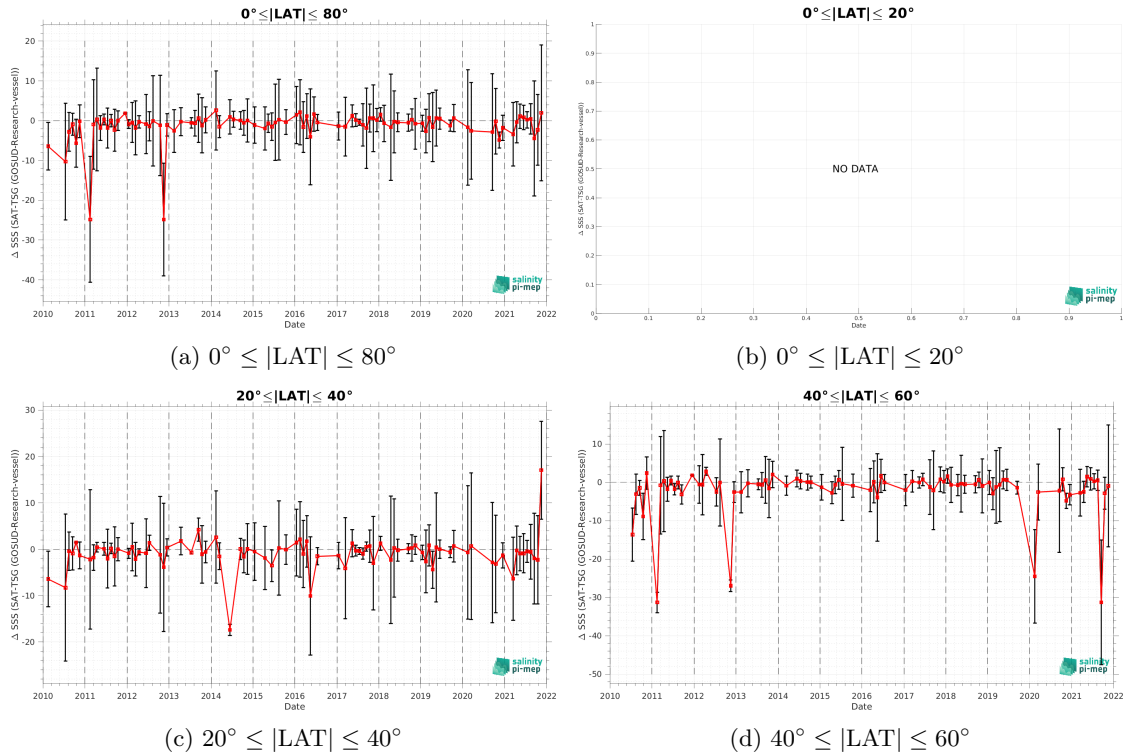 0°≤|LAT|≤ 80°
Δ SSS (SAT-TSG (GOSUD-Research-vessel))
20
10
0
-10
-20
-30
-40
2010 2011 2012 2013 2014 2015 2016 2017 2018 2019 2020 2021 2022
Date
salinity
pi-mep
(a) 0° ≤ |LAT| ≤ 80°
0°≤|LAT|≤ 20°
Δ SSS (SAT-TSG (GOSUD-Research-vessel))
1
0.9
0.8
0.7
0.6
0.5
0.4
0.3
0.2
0.1
0
NO DATA
0 0.1 0.2 0.3 0.4 0.5 0.6 0.7 0.8 0.9 1
Date
salinity
pi-mep
(b) 0° ≤ |LAT| ≤ 20°
20°≤|LAT|≤ 40°
Δ SSS (SAT-TSG (GOSUD-Research-vessel))
30
20
10
0
-10
-20
2010 2011 2012 2013 2014 2015 2016 2017 2018 2019 2020 2021 2022
Date
salinity
pi-mep
(c) 20° ≤ |LAT| ≤ 40°
40°≤|LAT|≤ 60°
Δ SSS (SAT-TSG (GOSUD-Research-vessel))
10
0
-10
-20
-30
-40
-50
2010 2011 2012 2013 2014 2015 2016 2017 2018 2019 2020 2021 2022
Date
salinity
pi-mep
(d) 40° ≤ |LAT| ≤ 60°